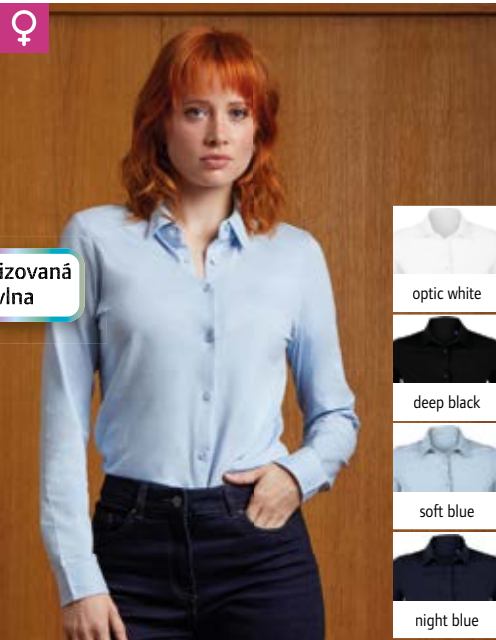 izovaná
vlna
optic white
deep black
soft blue
night blue